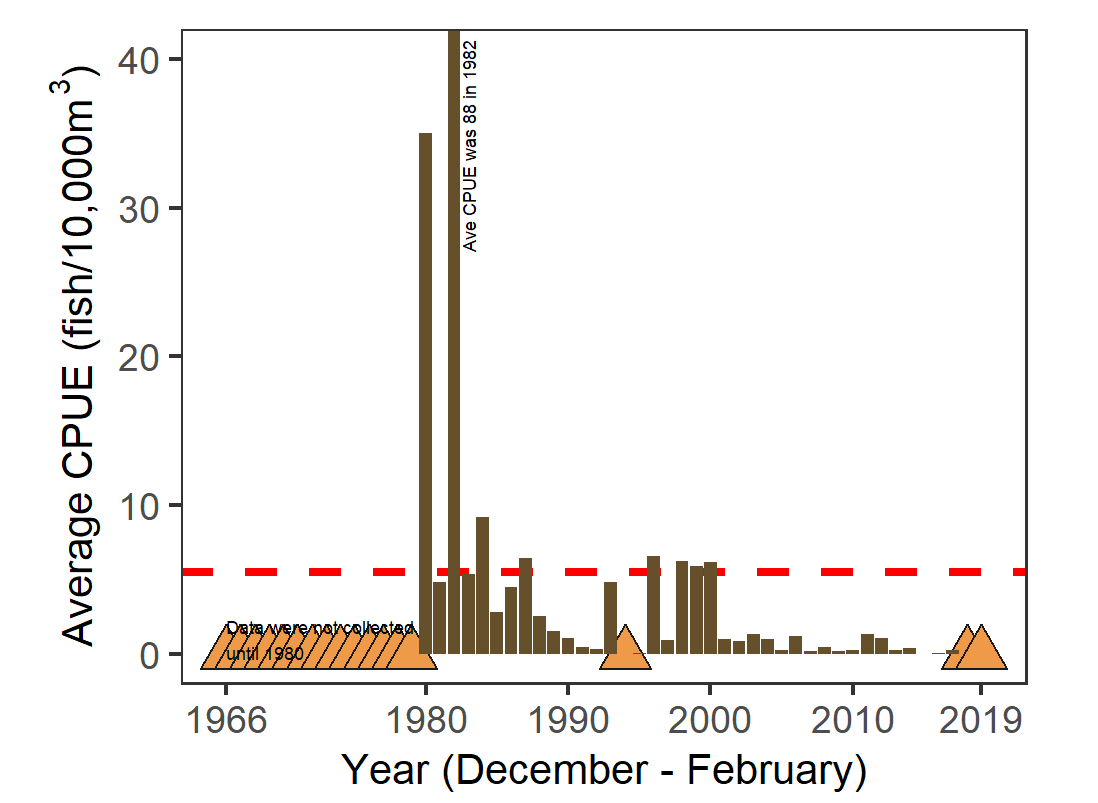 40
30
20
10
0
Average CPUE (fish/10,000m³)
Ave CPUE was 88 in 1982
Data were not collected
until 1980
1966 1980 1990 2000 2010 2019
Year (December - February)